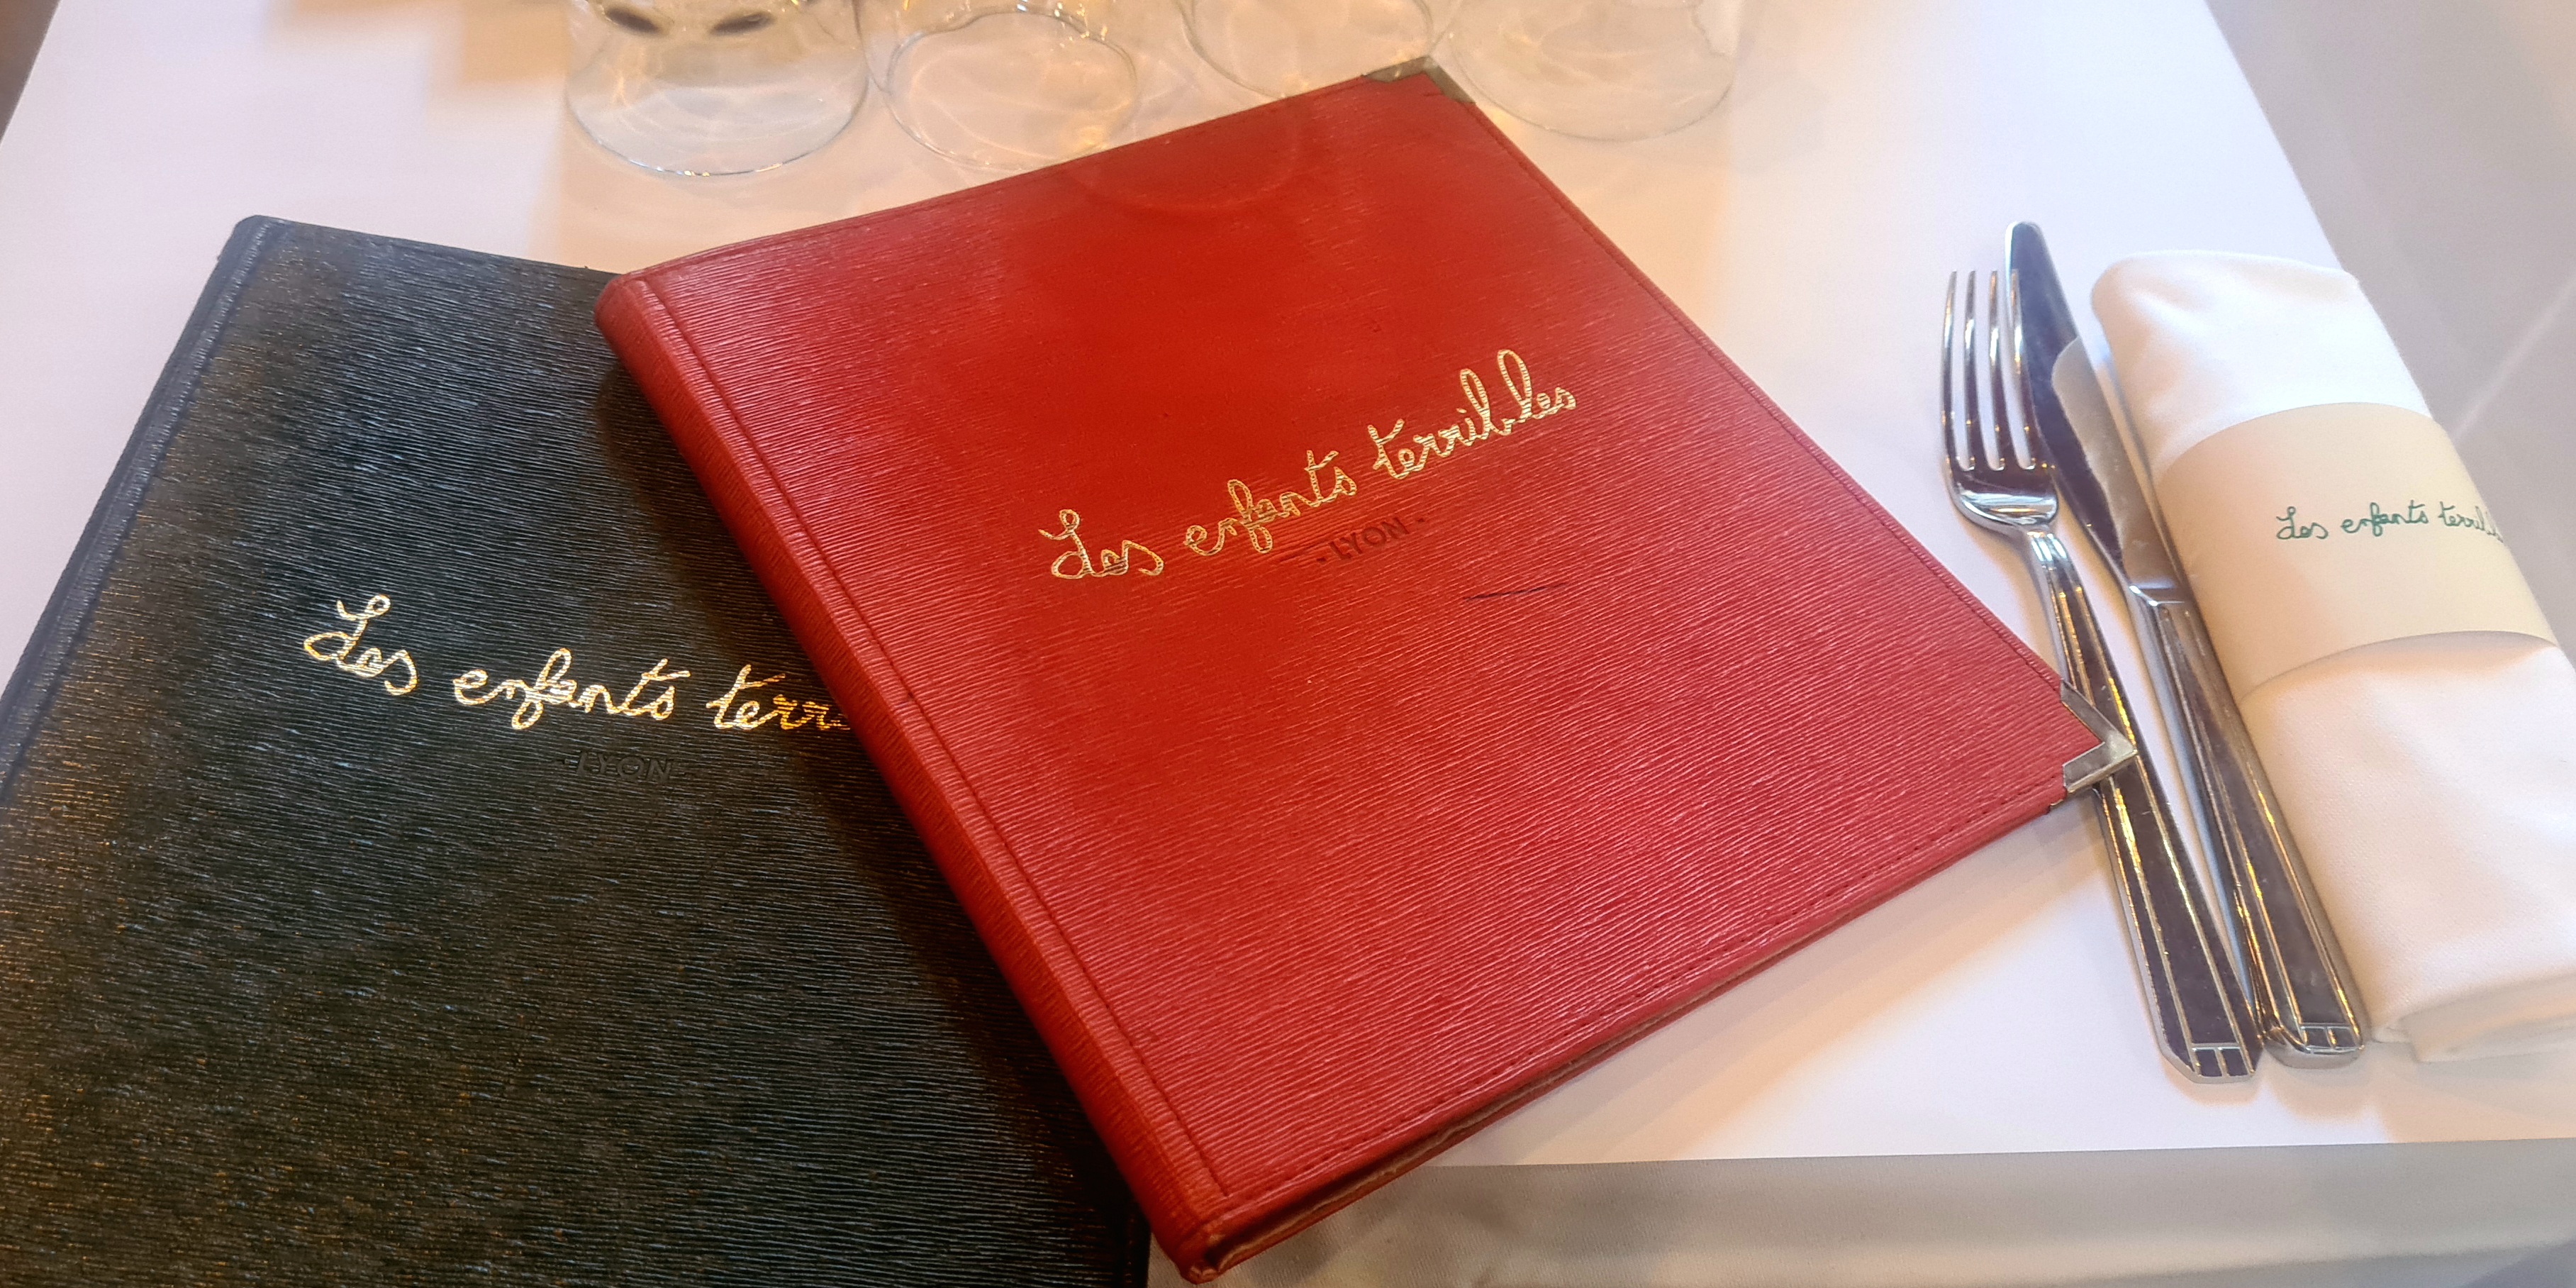 Les enfants terribles
- LYON -
Les enfants terr
- LYON -
Les enfants terribl